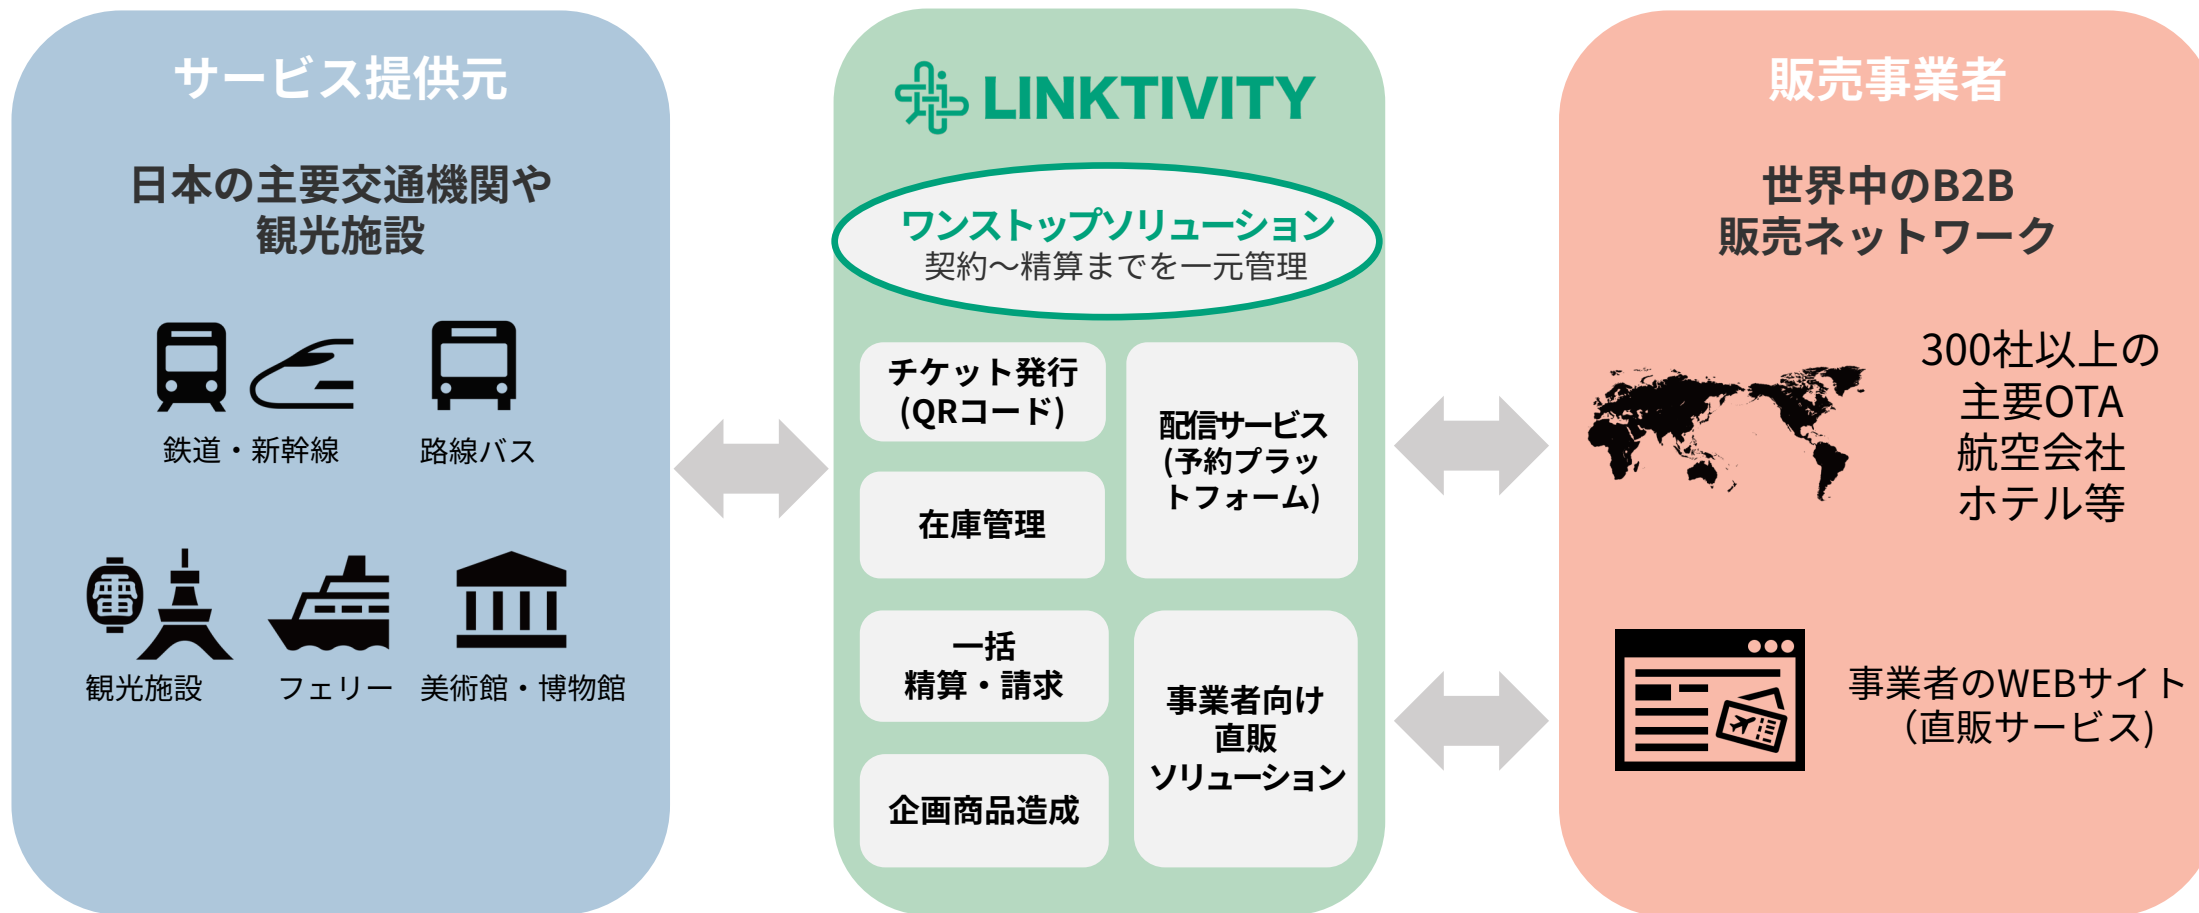 サービス提供元
日本の主要交通機関や
観光施設
鉄道・新幹線
路線バス
電
観光施設
フェリー
美術館・博物館
LINKTIVITY
ワンストップソリューション
契約～精算までを一元管理
チケット発行
(QRコード)
在庫管理
一括
精算・請求
企画商品造成
配信サービス
(予約プラッ
トフォーム)
事業者向け
直販
ソリューション
販売事業者
世界中のB2B
販売ネットワーク
300社以上の
主要OTA
航空会社
ホテル等
事業者のWEBサイト
（直販サービス)